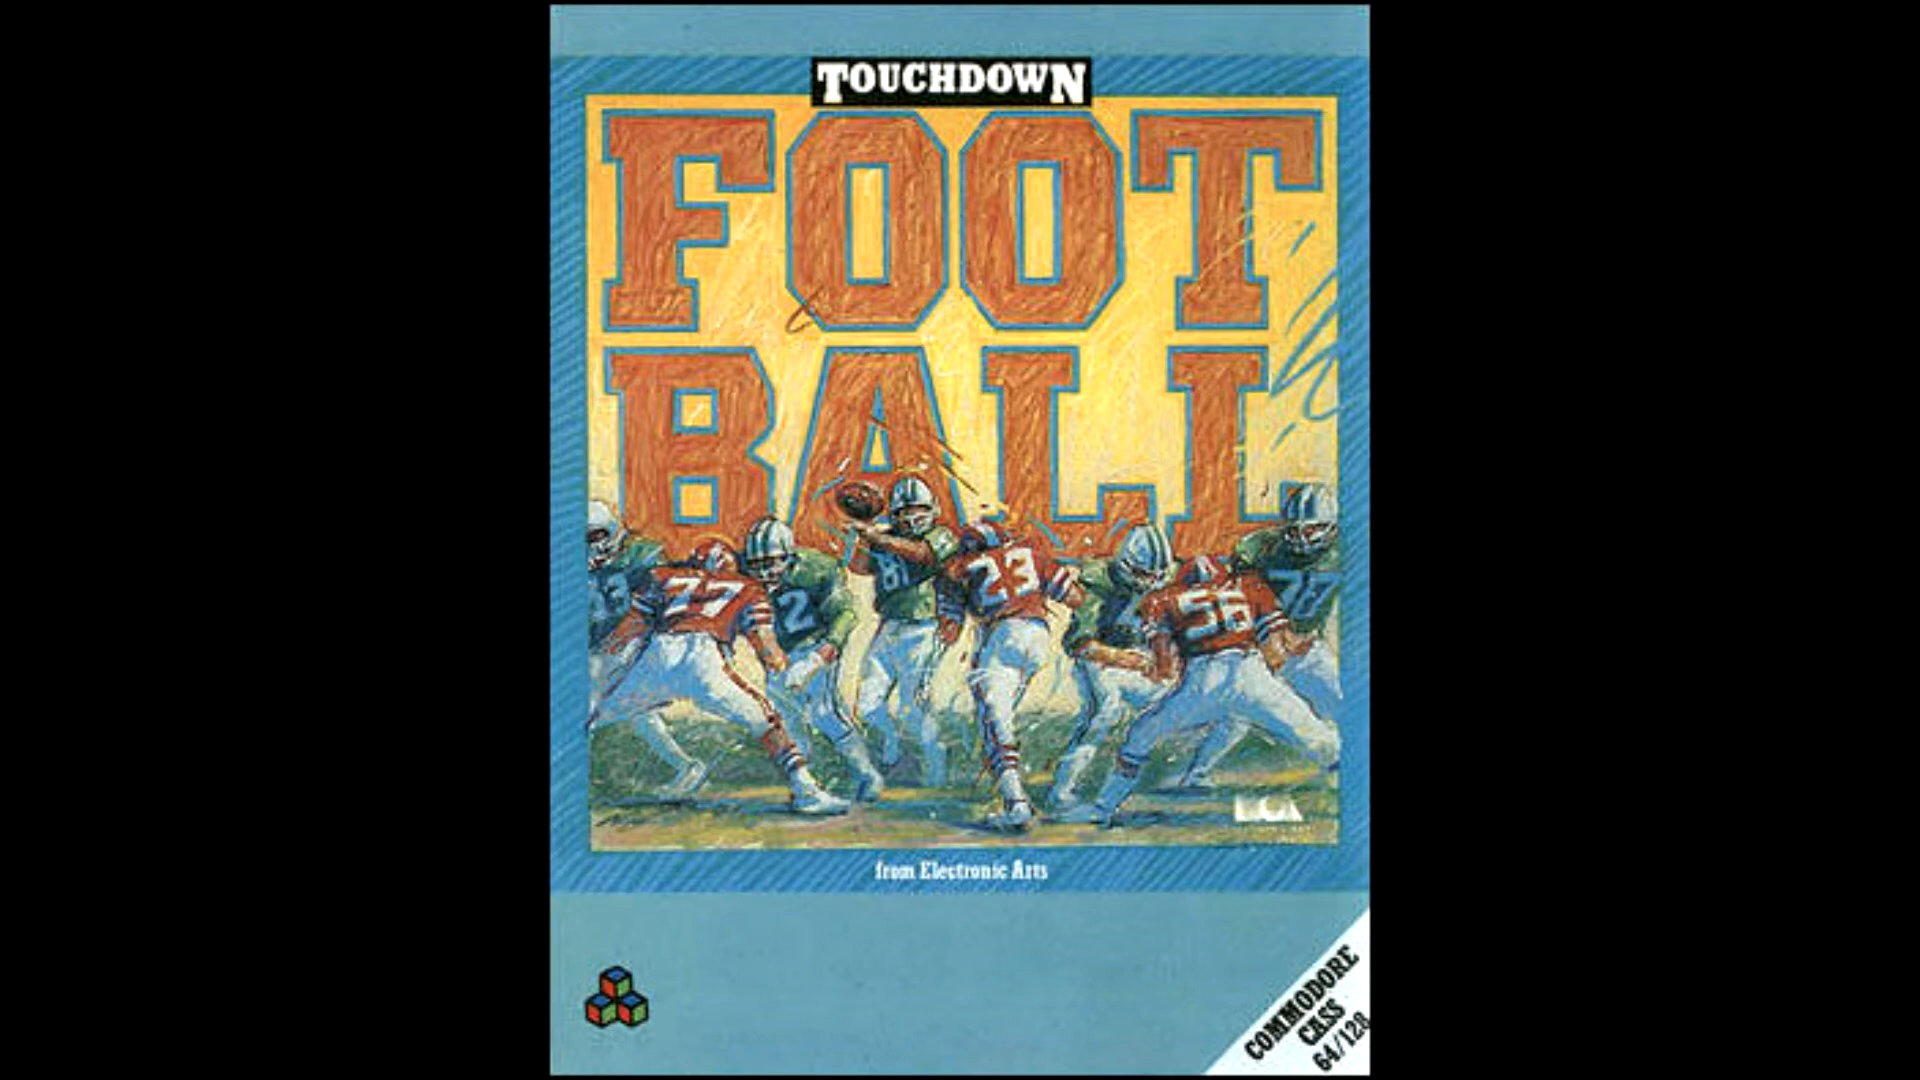 TOUCHDOWN
FOOT
BALL
81
23
77
2
56
78
from Electronic Arts
COMMODORE
CASS
64/128